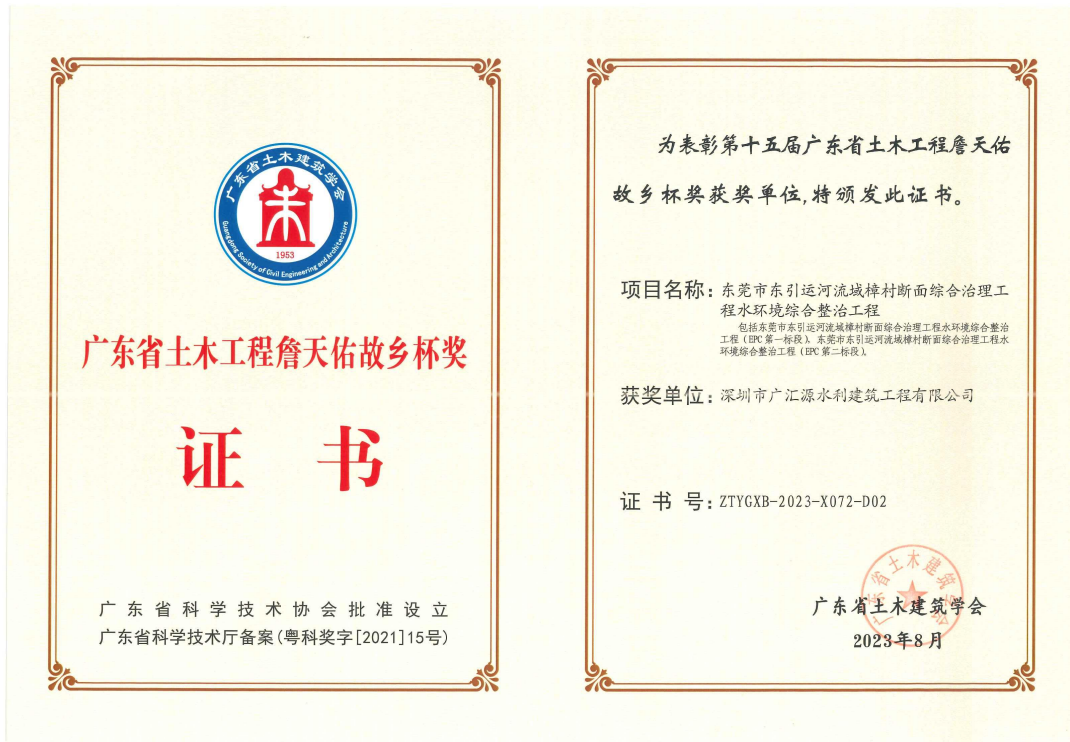 广东省土木建筑学会
1953
Guangdong Society of Civil Engineering and Architecture
广东省土木工程詹天佑故乡杯奖
证 书
广东省科学技术协会批准设立
广东省科学技术厅备案(粤科奖字[2021]15号)
为表彰第十五届广东省土木工程詹天佑
故乡杯奖获奖单位,特颁发此证书。
项目名称：东莞市东引运河流域樟村断面综合治理工
程水环境综合整治工程
包括东莞市东引运河流域樟村断面综合治理工程水环境综合整治
工程（EPC第一标段）、东莞市东引运河流域樟村断面综合治理工程水
环境综合整治工程（EPC第二标段）。
获奖单位：深圳市广汇源水利建筑工程有限公司
证 书 号：ZTYGXB-2023-X072-D02
广东省土木建筑学会
广东省土木建筑学会
2023年8月